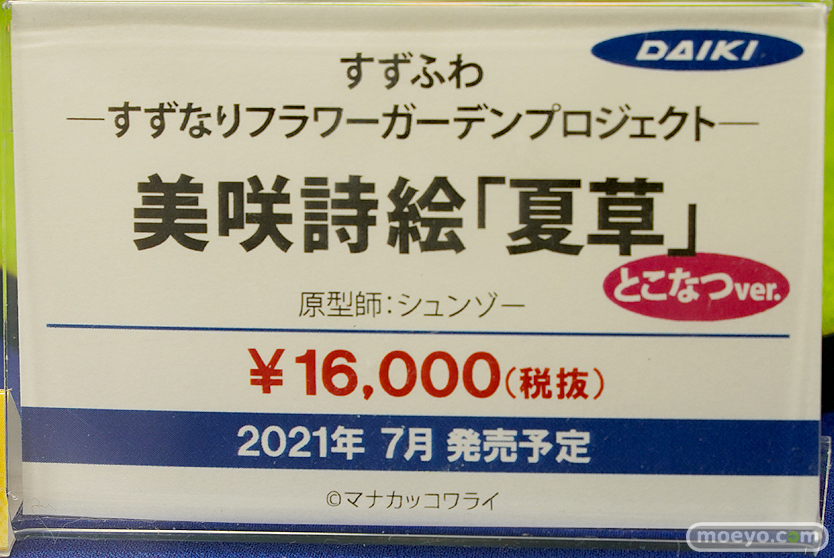 DAIKI
すずふわ
―すずなりフラワーガーデンプロジェクト―
美咲詩絵「夏草」
とこなつver.
原型師：シュンゾー
￥16,000（税抜）
2021年 7月 発売予定
©マナカッコワライ
moeyo.com